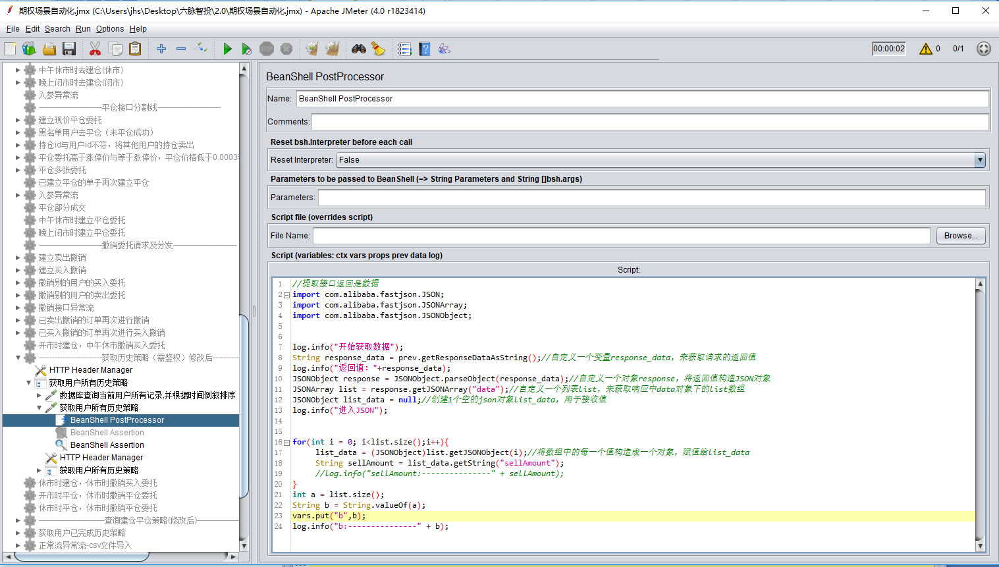 期权场景自动化.jmx (C:\Users\jhs\Desktop\六脉智投\2.0\期权场景自动化.jmx) - Apache JMeter (4.0 r1823414)
File Edit Search Run Options Help
00:00:02 0 0/1
中午休市时去建仓(休市)
晚上闭市时去建仓(闭市)
入参异常流
------------------------平仓接口分割线------------------------
建立现价平仓委托
黑名单用户去平仓（未平仓成功）
持仓id与用户id不符，将其他用户的持仓卖出
平仓委托高于涨停价与等于涨停价，平仓价格低于0.0003
平仓多张委托
已建立平仓的单子再次建立平仓
入参异常流
平仓部分成交
中午休市时建立平仓委托
晚上闭市时建立平仓委托
------------------------撤销委托请求及分发------------------------
建立卖出撤销
建立买入撤销
撤销别的用户的买入委托
撤销别的用户的卖出委托
撤销接口异常流
已卖出撤销的订单再次进行撤销
已买入撤销的订单再次进行买入撤销
开市时建仓，中午休市撤销买入委托
------------------------获取历史策略（需鉴权）修改后----------
HTTP Header Manager
获取用户所有历史策略
数据库查询当前用户所有记录,并根据时间倒叙排序
获取用户所有历史策略
BeanShell PostProcessor
BeanShell Assertion
BeanShell Assertion
HTTP Header Manager
获取用户所有历史策略
休市时建仓，休市时撤销买入委托
开市时平仓，休市时撤销平仓委托
休市时平仓，休市时撤销平仓委托
-------------------------查询建仓平仓策略(修改后)----------------
获取用户已完成历史策略
正常流异常流-csv文件导入
BeanShell PostProcessor
Name: BeanShell PostProcessor
Comments:
Reset bsh.Interpreter before each call
Reset Interpreter: False
Parameters to be passed to BeanShell (=> String Parameters and String []bsh.args)
Parameters:
Script file (overrides script)
File Name: Browse...
Script (variables: ctx vars props prev data log)
Script:
1 //提取接口返回是数据
2 import com.alibaba.fastjson.JSON;
3 import com.alibaba.fastjson.JSONArray;
4 import com.alibaba.fastjson.JSONObject;
5
6
7 log.info("开始获取数据");
8 String response_data = prev.getResponseDataAsString();//自定义一个变量response_data，来获取请求的返回值
9 log.info("返回值："+response_data);
10 JSONObject response = JSONObject.parseObject(response_data);//自定义一个对象response，将返回值构造JSON对象
11 JSONArray list = response.getJSONArray("data");//自定义一个列表list，来获取响应中data对象下的list数组
12 JSONObject list_data = null;//创建1个空的json对象list_data，用于接收值
13 log.info("进入JSON");
14
15
16 for(int i = 0; i<list.size();i++){
17 list_data = (JSONObject)list.getJSONObject(i);//将数组中的每一个值构造成一个对象，赋值给list_data
18 String sellAmount = list_data.getString("sellAmount");
19 //log.info("sellAmount:---------------" + sellAmount);
20 }
21 int a = list.size();
22 String b = String.valueOf(a);
23 vars.put("b",b);
24 log.info("b:---------------" + b);